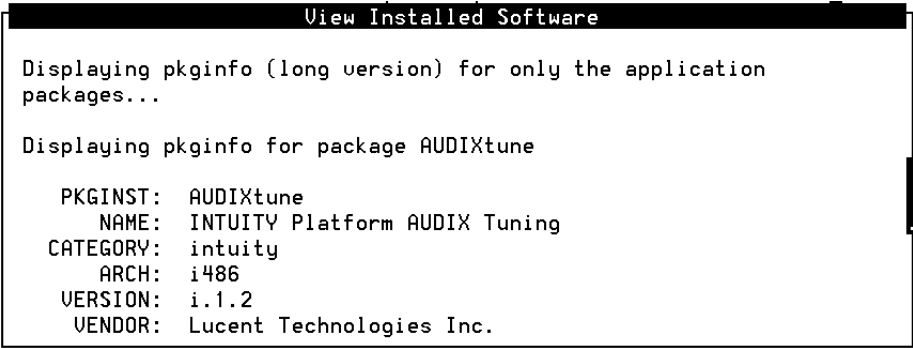 View Installed Software
Displaying pkginfo (long version) for only the application
packages...
Displaying pkginfo for package AUDIXtune
PKGINST: AUDIXtune
NAME: INTUITY Platform AUDIX Tuning
CATEGORY: intuity
ARCH: i486
VERSION: i.1.2
VENDOR: Lucent Technologies Inc.